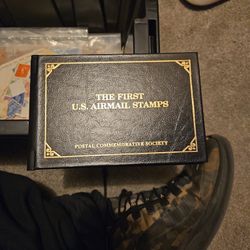 THE FIRST
U.S. AIRMAIL STAMPS
POSTAL COMMEMORATIVE SOCIETY